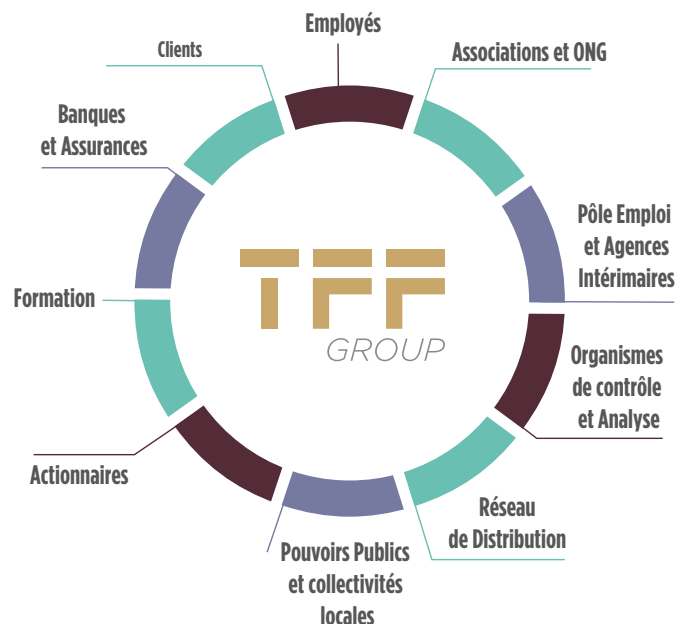 Employés
Clients
Associations et ONG
Banques
et Assurances
Pôle Emploi
et Agences
Intérimaires
TFF
GROUP
Formation
Organismes
de contrôle
et Analyse
Actionnaires
Réseau
de Distribution
Pouvoirs Publics
et collectivités
locales